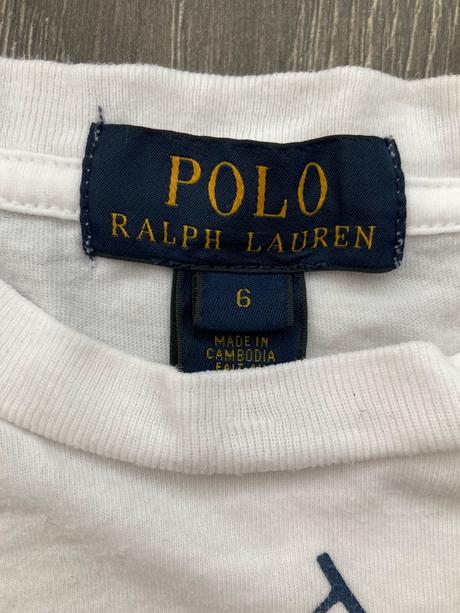 POLO
RALPH LAUREN
6
MADE IN
CAMBODIA